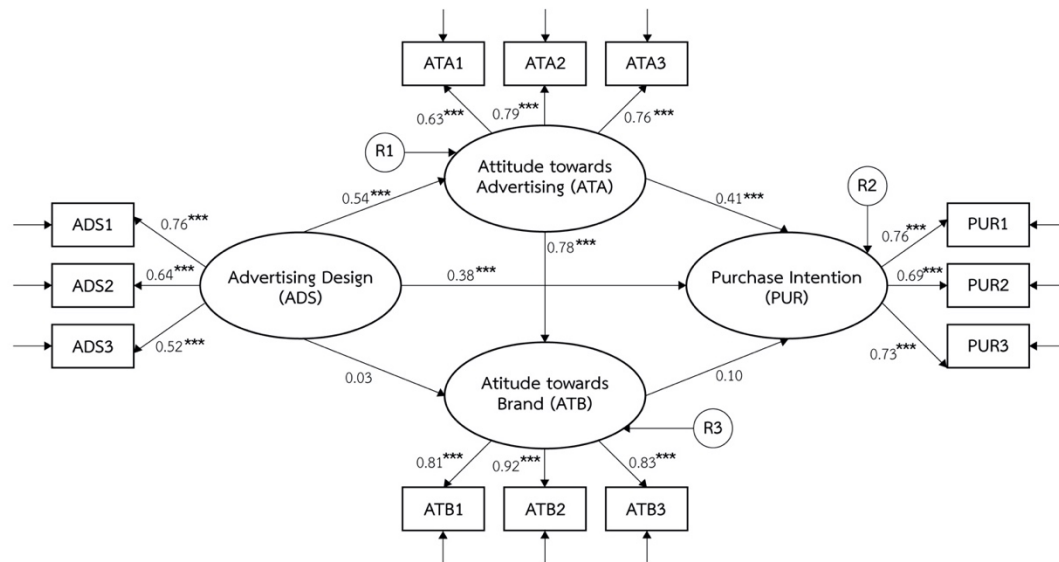 ATA1
ATA2
ATA3
0.63***
0.79***
0.76***
R1
Attitude towards
Advertising (ATA)
R2
0.54***
0.41***
ADS1
0.76***
0.76***
PUR1
0.78***
ADS2
0.64***
Advertising Design
(ADS)
0.38***
Purchase Intention
(PUR)
0.69***
PUR2
ADS3
0.52***
0.73***
PUR3
0.03
0.10
Atitude towards
Brand (ATB)
R3
0.81***
0.92***
0.83***
ATB1
ATB2
ATB3